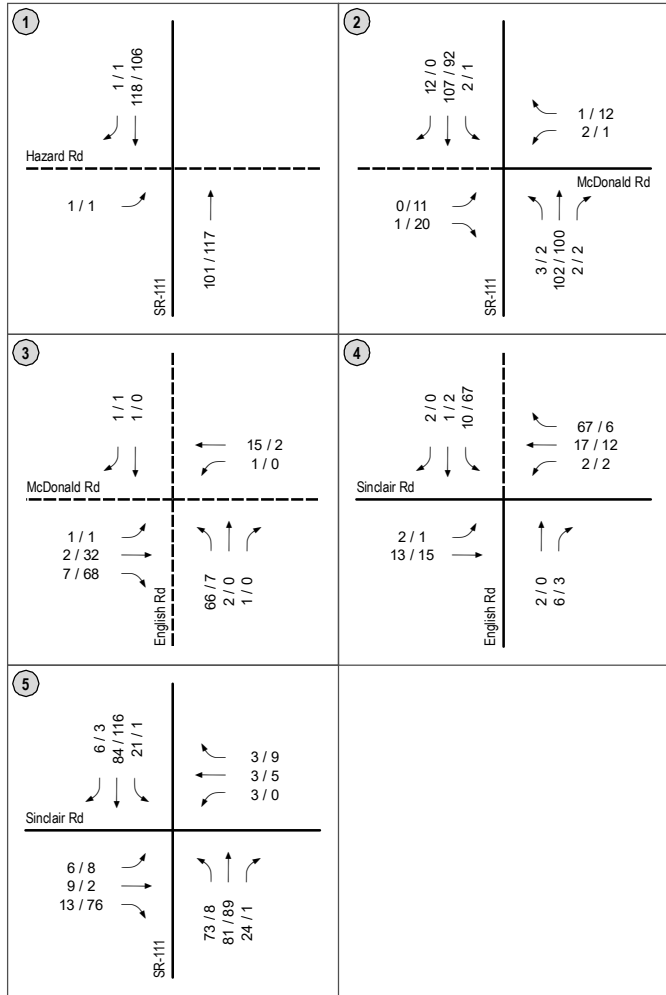 1
1 / 1
118 / 106
Hazard Rd
1 / 1
101 / 117
SR-111
2
12 / 0
107 / 92
2 / 1
1 / 12
2 / 1
McDonald Rd
0 / 11
1 / 20
3 / 2
102 / 100
2 / 2
SR-111
3
1 / 1
1 / 0
15 / 2
1 / 0
McDonald Rd
1 / 1
2 / 32
7 / 68
66 / 7
2 / 0
1 / 0
English Rd
4
2 / 0
1 / 2
10 / 67
67 / 6
17 / 12
2 / 2
Sinclair Rd
2 / 1
13 / 15
2 / 0
6 / 3
English Rd
5
6 / 3
84 / 116
21 / 1
3 / 9
3 / 5
3 / 0
Sinclair Rd
6 / 8
9 / 2
13 / 76
73 / 8
81 / 89
24 / 1
SR-111